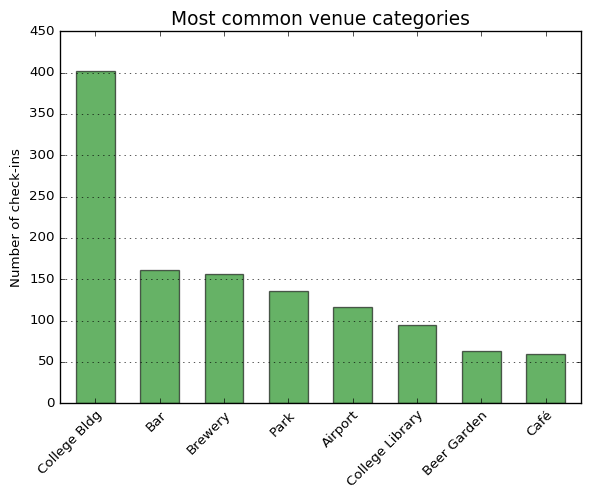 Most common venue categories
450
400
350
300
250
200
150
100
50
0
Number of check-ins
College Bldg
Bar
Brewery
Park
Airport
College Library
Beer Garden
Café